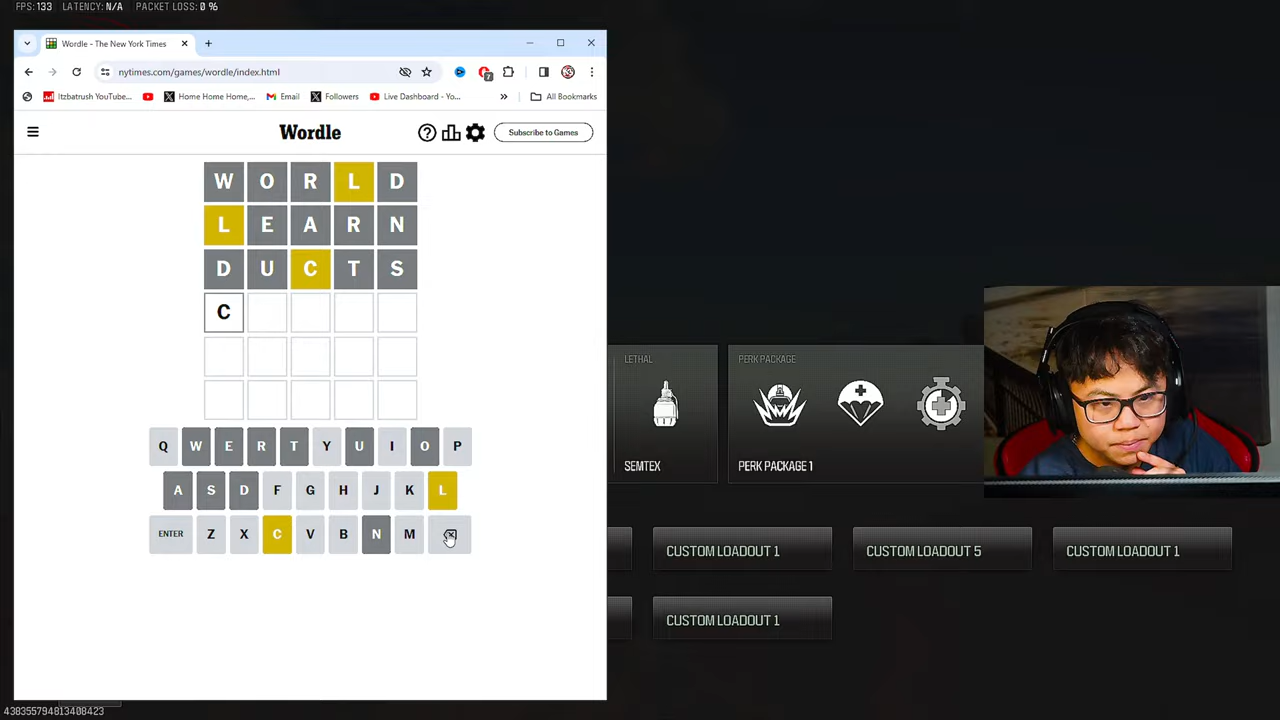 FPS: 133 LATENCY: N/A PACKET LOSS: 0 %
Wordle - The New York Times
nytimes.com/games/wordle/index.html
7
Itzbatrush YouTube... Home Home Home,... Email Followers Live Dashboard - Yo... » All Bookmarks
Wordle
Subscribe to Games
W O R L D
L E A R N
D U C T S
C
Q W E R T Y U I O P
A S D F G H J K L
ENTER Z X C V B N M
LETHAL
SEMTEX
PERK PACKAGE
PERK PACKAGE 1
CUSTOM LOADOUT 1 CUSTOM LOADOUT 5 CUSTOM LOADOUT 1
CUSTOM LOADOUT 1
438355794813408423